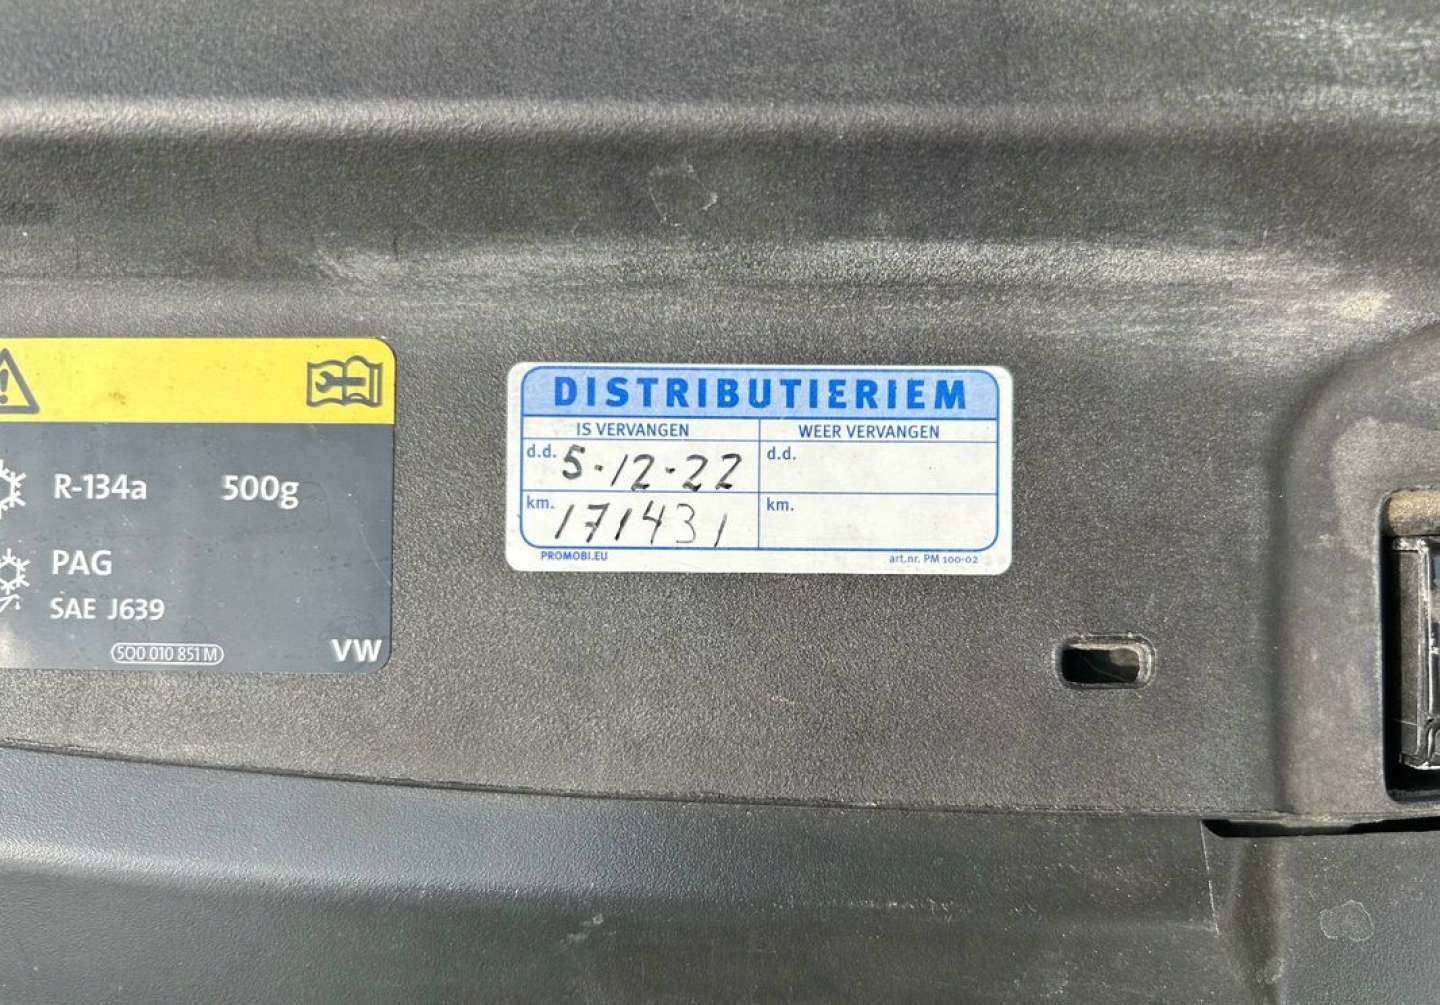 R-134a 500g
PAG
SAE J639
5Q0 010 851 M
VW
DISTRIBUTIERIEM
IS VERVANGEN WEER VERVANGEN
d.d. 5-12-22 d.d.
km. 171431 km.
PROMOBI.EU art.nr. PM 100-02